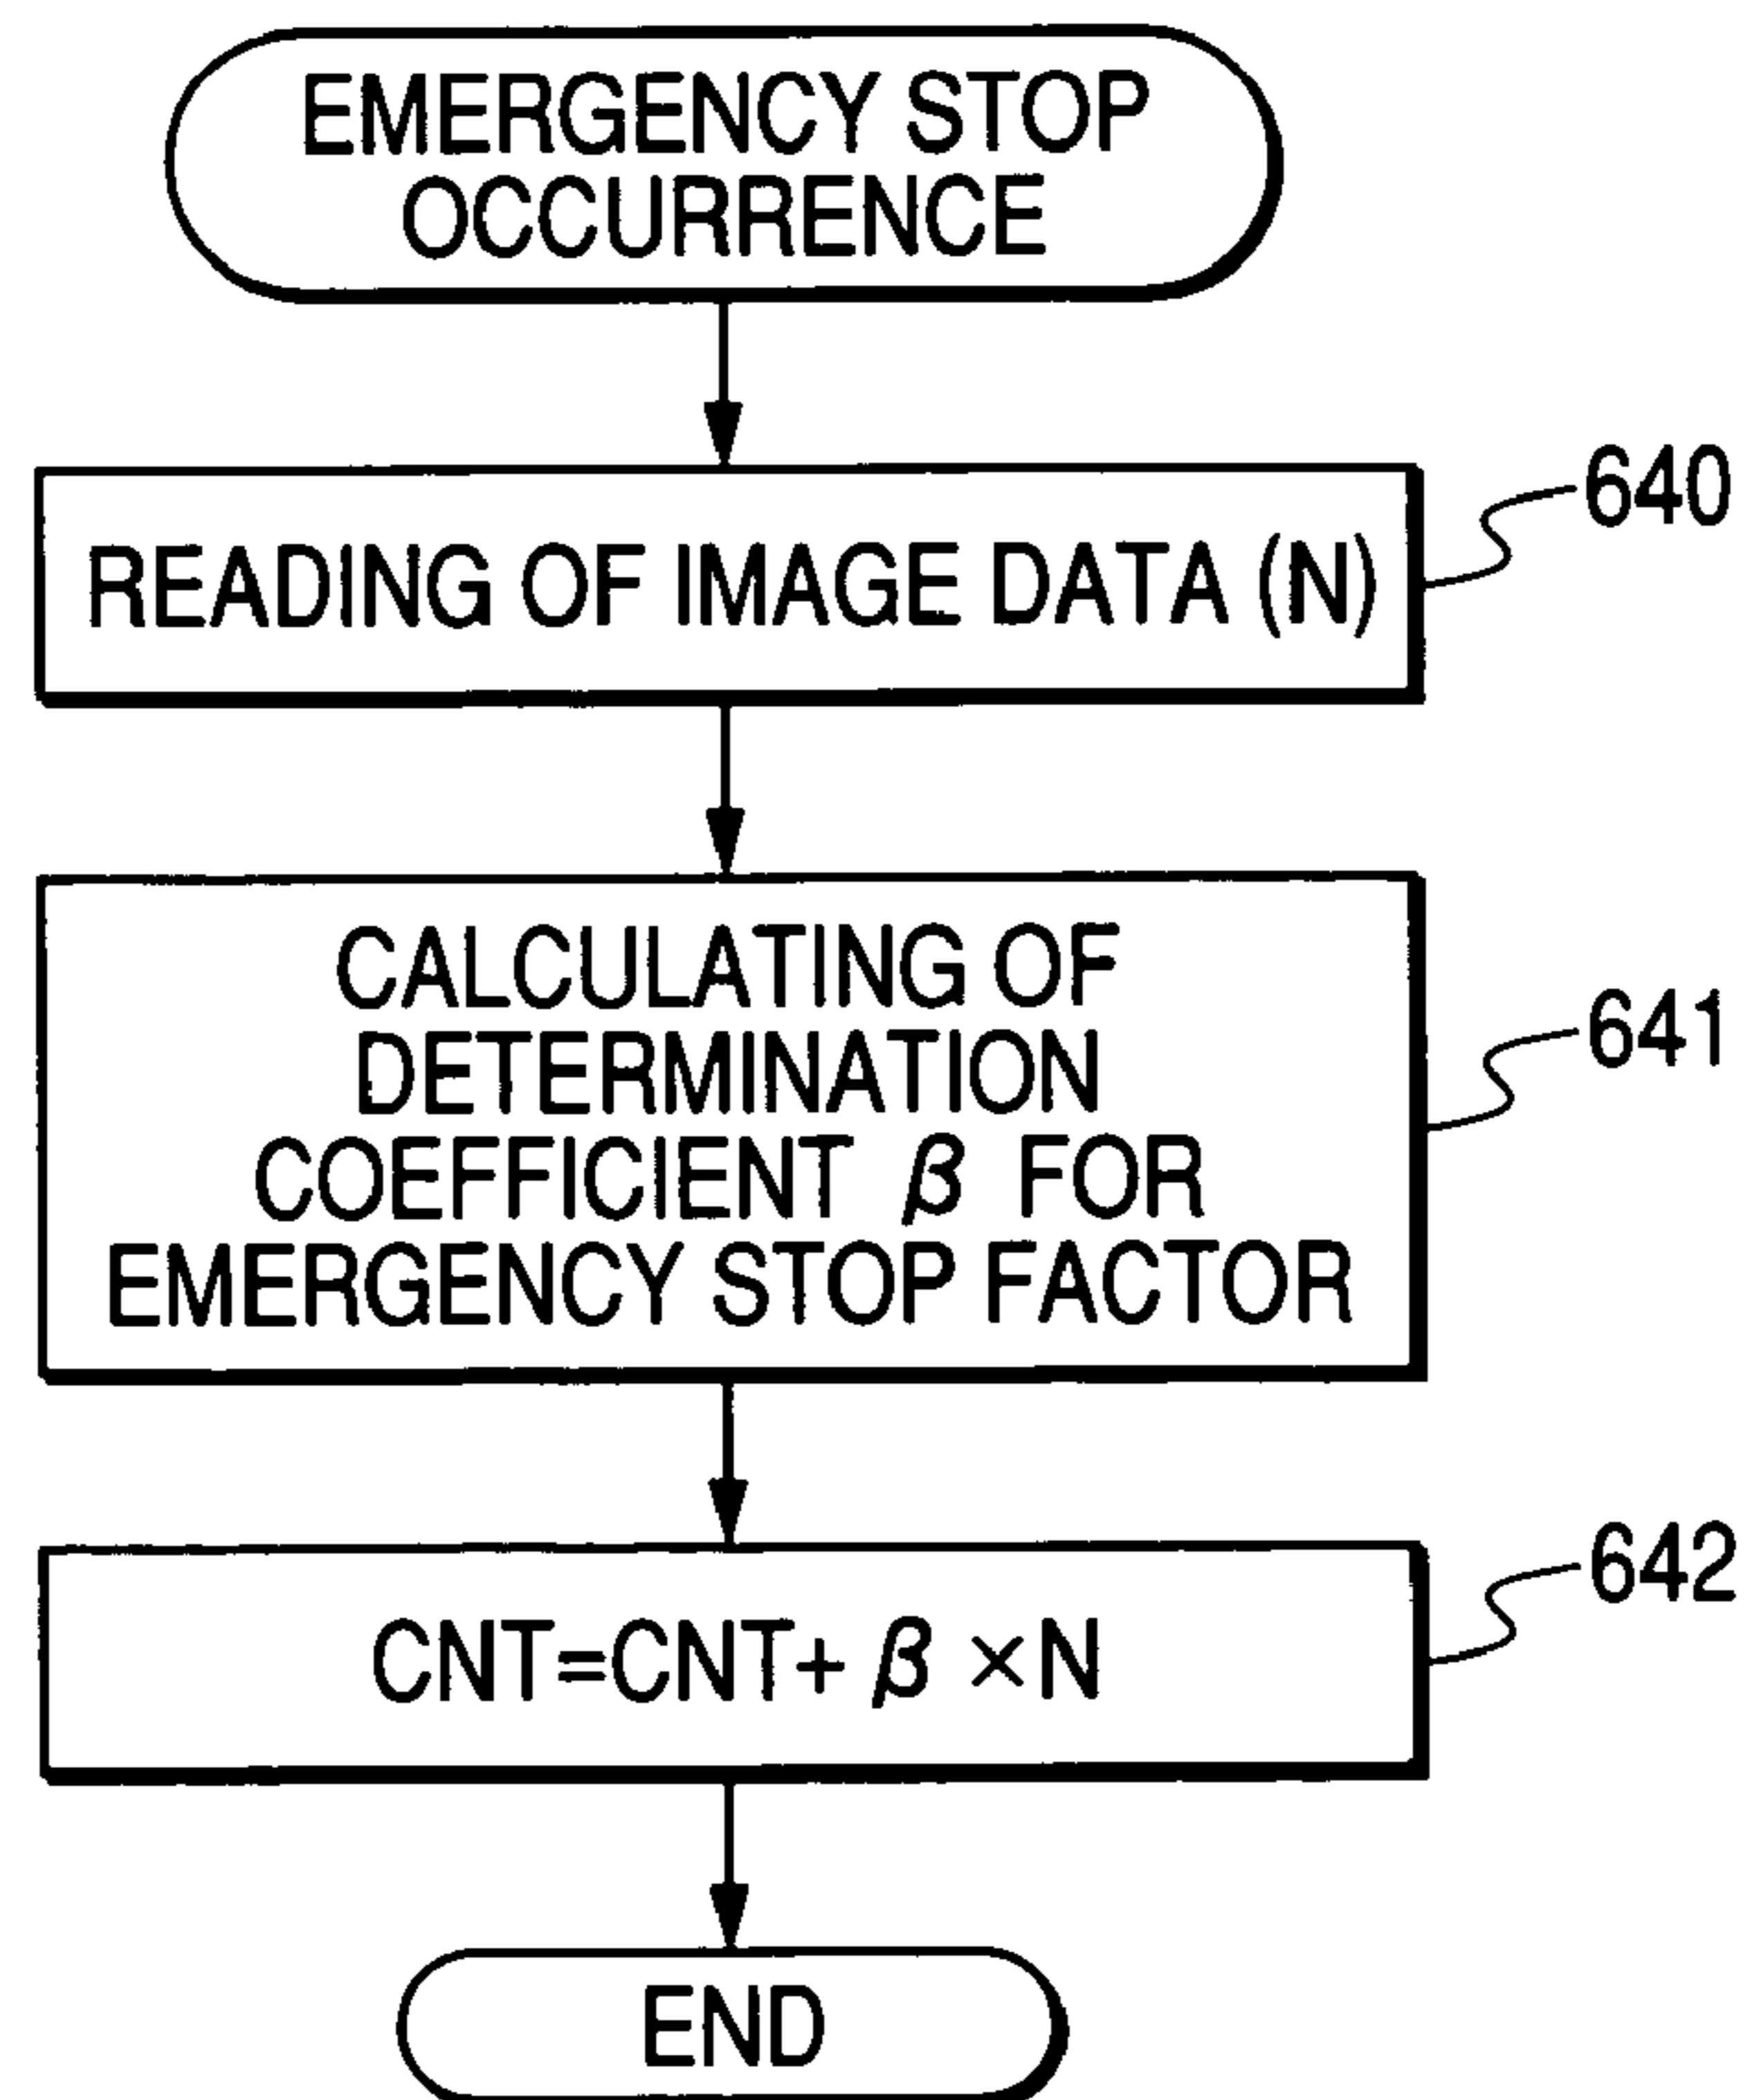 EMERGENCY STOP
OCCURRENCE
640
READING OF IMAGE DATA (N)
CALCULATING OF
641
DETERMINATION
COEFFICIENT β FOR
EMERGENCY STOP FACTOR
642
CNT=CNT+ β ×N
END